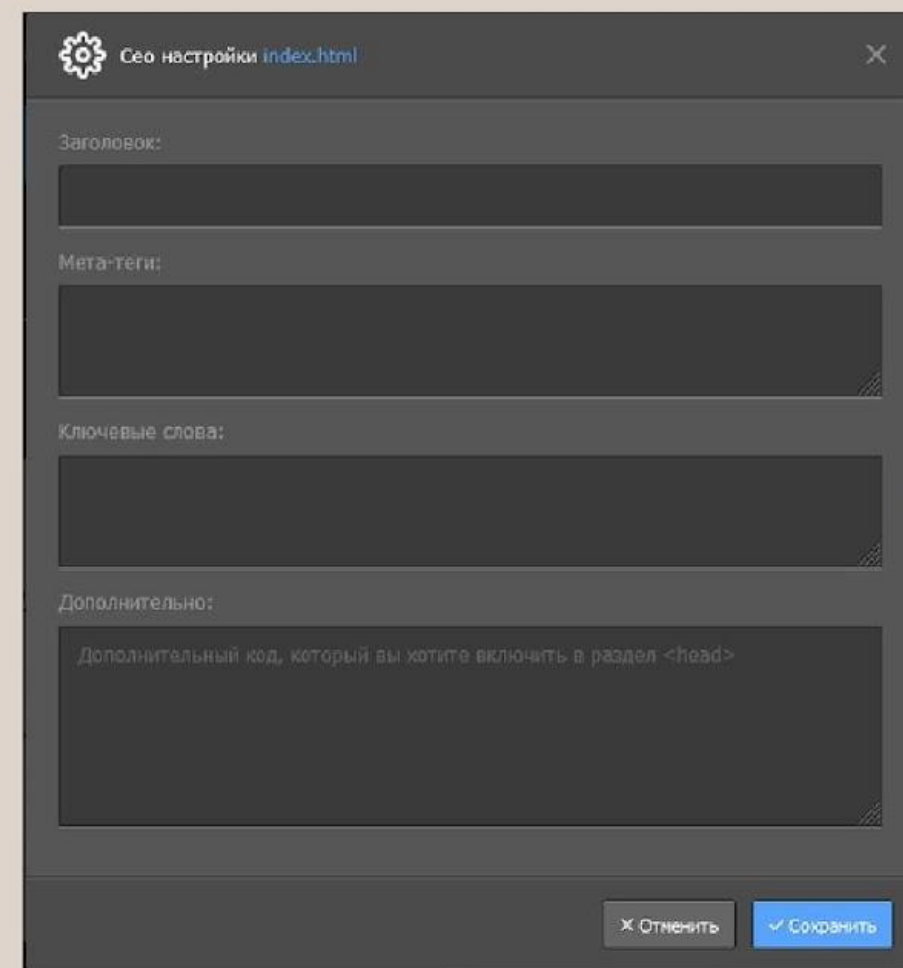 Сео настройки index.html
Заголовок:
Мета-теги:
Ключевые слова:
Дополнительно:
Дополнительный код, который вы хотите включить в раздел <head>
Отменить
Сохранить